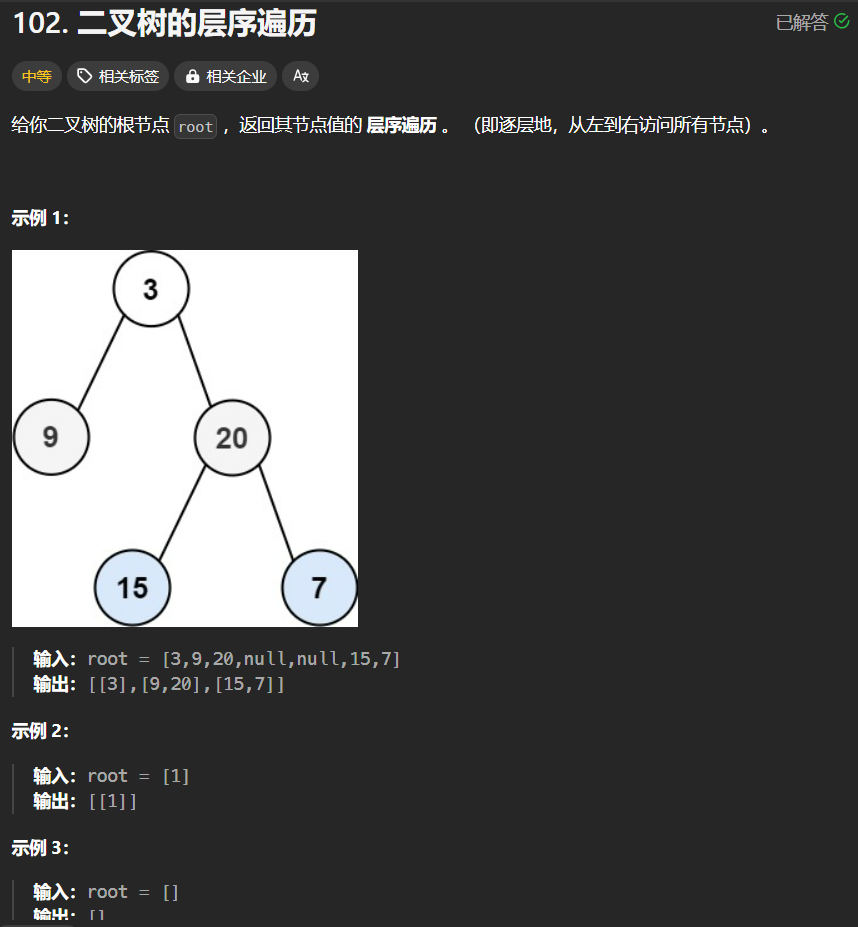 102. 二叉树的层序遍历
已解答
中等 相关标签 相关企业
给你二叉树的根节点 root ，返回其节点值的 层序遍历 。 （即逐层地，从左到右访问所有节点）。
示例 1：
3
9 20
15 7
输入：root = [3,9,20,null,null,15,7]
输出：[[3],[9,20],[15,7]]
示例 2：
输入：root = [1]
输出：[[1]]
示例 3：
输入：root = []
输出：[]